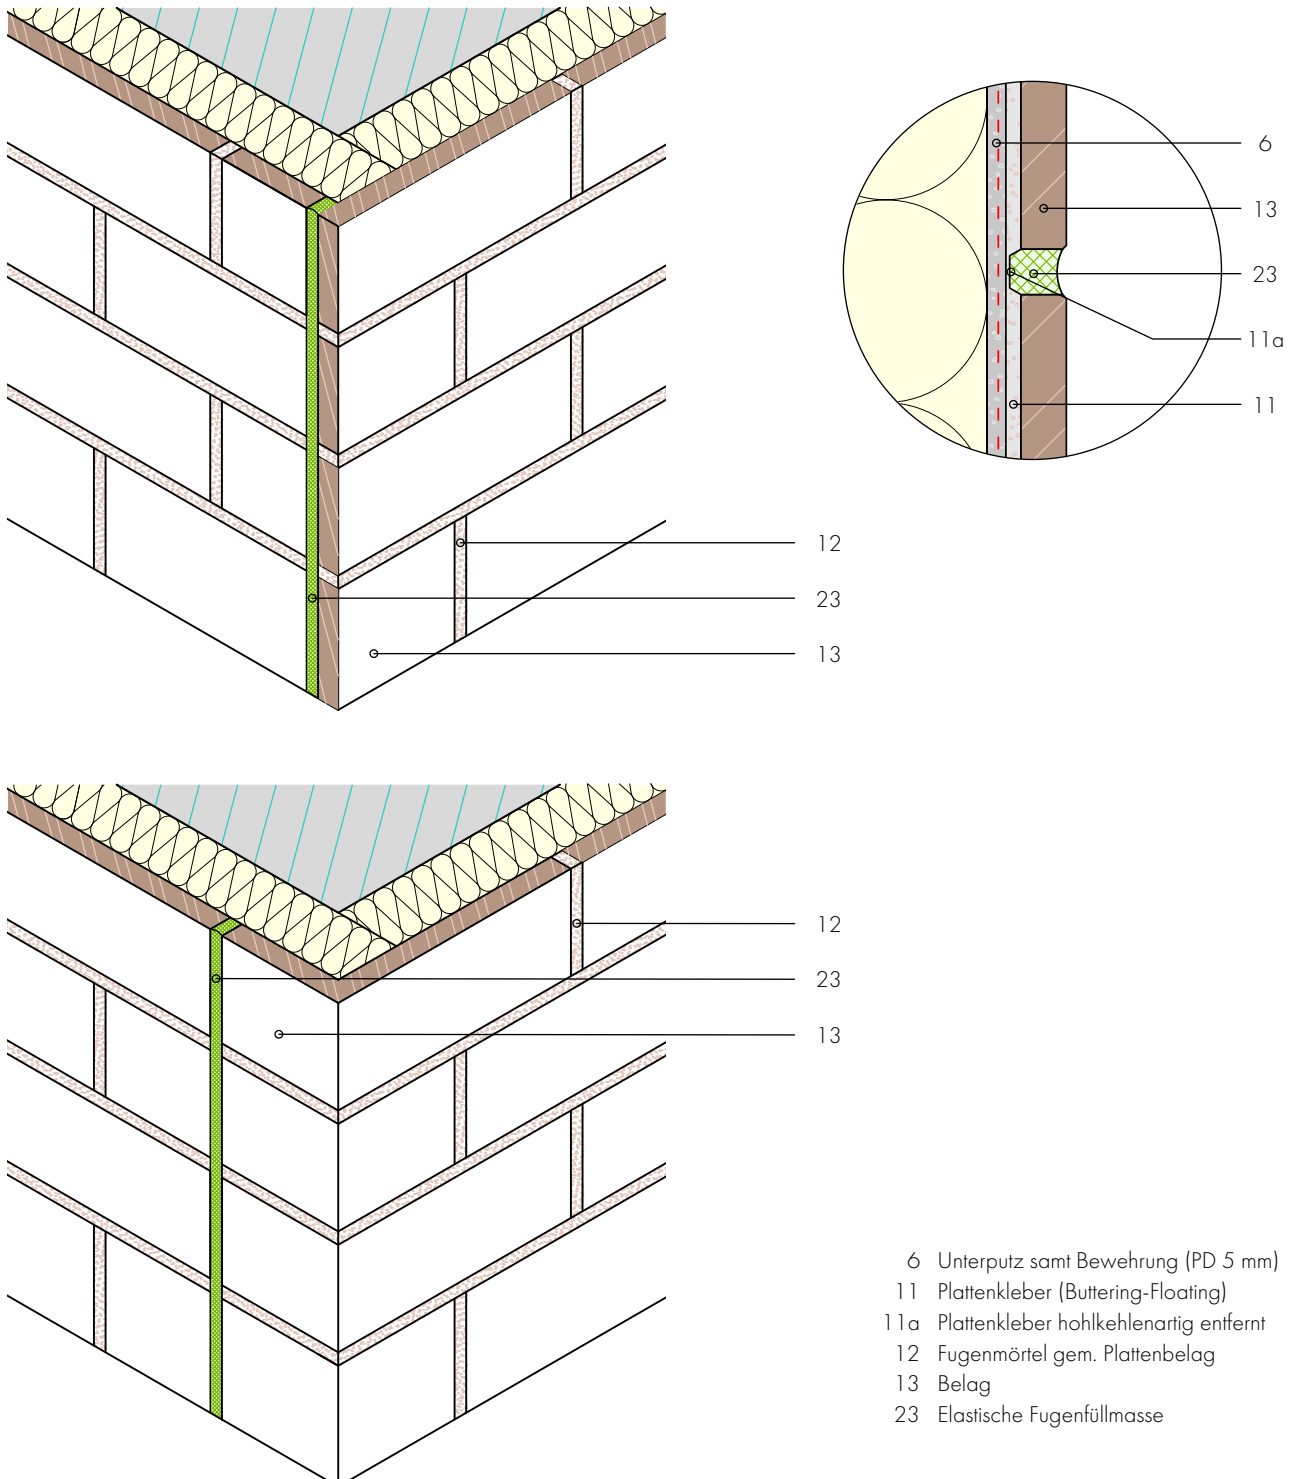 6
13
23
11a
11
12
23
13
12
23
13
6 Unterputz samt Bewehrung (PD 5 mm)
11 Plattenkleber (Buttering-Floating)
11a Plattenkleber hohlkehlenartig entfernt
12 Fugenmörtel gem. Plattenbelag
13 Belag
23 Elastische Fugenfüllmasse